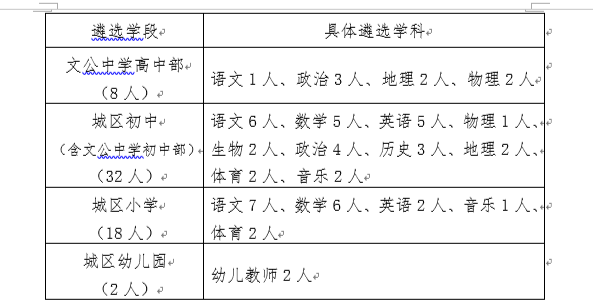 遴选学段
具体遴选学科
文公中学高中部
（8人）
语文1人、政治3人、地理2人、物理2人
城区初中
（含文公中学初中部）
（32人）
语文6人、数学5人、英语5人、物理1人、
生物2人、政治4人、历史3人、地理2人、
体育2人、音乐2人
城区小学
（18人）
语文7人、数学6人、英语2人、音乐1人、
体育2人
城区幼儿园
（2人）
幼儿教师2人